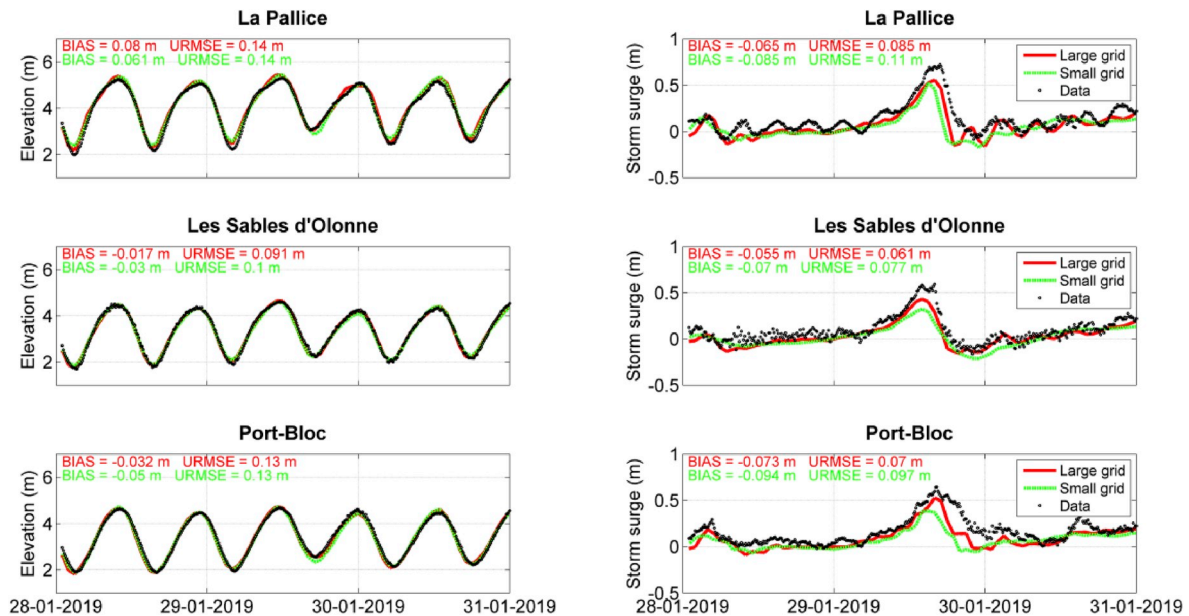 La Pallice
BIAS = 0.08 m URMSE = 0.14 m
BIAS = 0.061 m URMSE = 0.14 m
Elevation (m)
6
4
2
La Pallice
BIAS = -0.065 m URMSE = 0.085 m
BIAS = -0.085 m URMSE = 0.11 m
Large grid
Small grid
Data
Storm surge (m)
1
0.5
0
-0.5
Les Sables d'Olonne
BIAS = -0.017 m URMSE = 0.091 m
BIAS = -0.03 m URMSE = 0.1 m
Elevation (m)
6
4
2
Les Sables d'Olonne
BIAS = -0.055 m URMSE = 0.061 m
BIAS = -0.07 m URMSE = 0.077 m
Large grid
Small grid
Data
Storm surge (m)
1
0.5
0
-0.5
Port-Bloc
BIAS = -0.032 m URMSE = 0.13 m
BIAS = -0.05 m URMSE = 0.13 m
Elevation (m)
6
4
2
28-01-2019 29-01-2019 30-01-2019 31-01-2019
Port-Bloc
BIAS = -0.073 m URMSE = 0.07 m
BIAS = -0.094 m URMSE = 0.097 m
Large grid
Small grid
Data
Storm surge (m)
1
0.5
0
-0.5
28-01-2019 29-01-2019 30-01-2019 31-01-2019